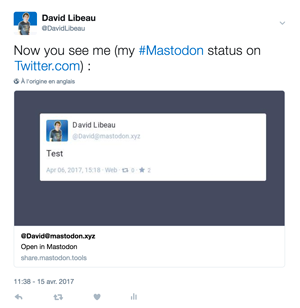 David Libeau
@DavidLibeau
Now you see me (my #Mastodon status on
Twitter.com) :
À l'origine en anglais
David Libeau
@David@mastodon.xyz
Test
Apr 06, 2017, 15:18 · Web · 3 · 2
@David@mastodon.xyz
Open in Mastodon
share.mastodon.tools
11:38 - 15 avr. 2017